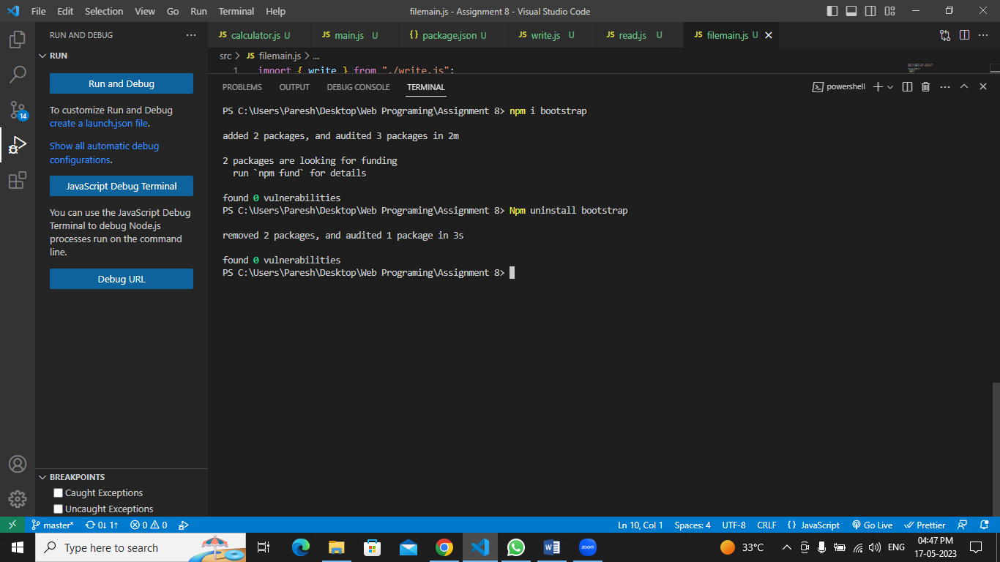 File Edit Selection View Go Run Terminal Help filemain.js - Assignment 8 - Visual Studio Code
RUN AND DEBUG ···
RUN
Run and Debug
To customize Run and Debug
create a launch.json file.
Show all automatic debug
configurations.
JavaScript Debug Terminal
You can use the JavaScript Debug
Terminal to debug Node.js
processes run on the command
line.
Debug URL
BREAKPOINTS
Caught Exceptions
Uncaught Exceptions
JS calculator.js U JS main.js U {} package.json U JS write.js U JS read.js U JS filemain.js U
src > JS filemain.js > ...
1 import { write } from "./write.js";
PROBLEMS OUTPUT DEBUG CONSOLE TERMINAL powershell
PS C:\Users\Paresh\Desktop\Web Programing\Assignment 8> npm i bootstrap
added 2 packages, and audited 3 packages in 2m
2 packages are looking for funding
run `npm fund` for details
found 0 vulnerabilities
PS C:\Users\Paresh\Desktop\Web Programing\Assignment 8> Npm uninstall bootstrap
removed 2 packages, and audited 1 package in 3s
found 0 vulnerabilities
PS C:\Users\Paresh\Desktop\Web Programing\Assignment 8>
14
master* 0↓ 1↑ 0 0 Ln 10, Col 1 Spaces: 4 UTF-8 CRLF {} JavaScript Go Live Prettier
Type here to search zoom 33°C ENG 04:47 PM
17-05-2023